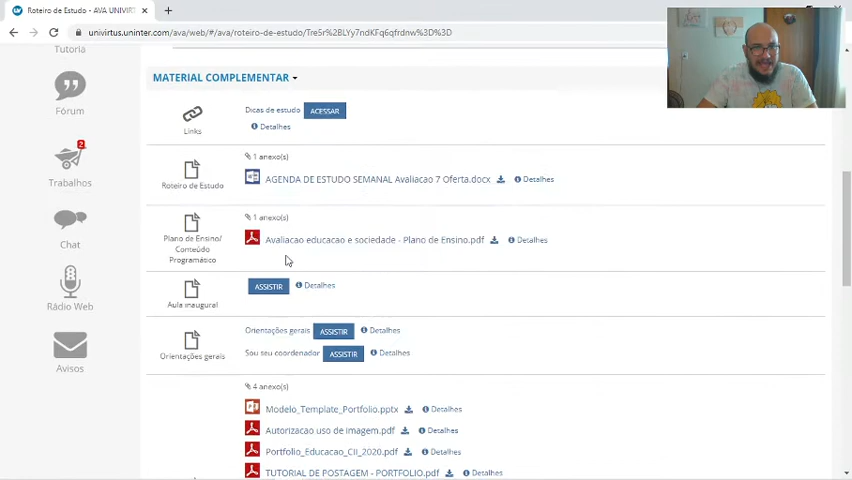 Roteiro de Estudo - AVA UNIVIRT
univirtus.uninter.com/ava/web/#/ava/roteiro-de-estudo/Tre5r%2BLYy7ndKFq6qfrdnw%3D%3D
Tutoria
Fórum
2
Trabalhos
Chat
Rádio Web
Avisos
MATERIAL COMPLEMENTAR
Links
Dicas de estudo ACESSAR
Detalhes
Roteiro de Estudo
1 anexo(s)
AGENDA DE ESTUDO SEMANAL Avaliacao 7 Oferta.docx Detalhes
Plano de Ensino/
Conteúdo
Programático
1 anexo(s)
Avaliacao educacao e sociedade - Plano de Ensino.pdf Detalhes
Aula Inaugural
ASSISTIR Detalhes
Orientações gerais
Orientações gerais ASSISTIR Detalhes
Sou seu coordenador ASSISTIR Detalhes
4 anexo(s)
Modelo_Template_Portfolio.pptx Detalhes
Autorizacao uso de imagem.pdf Detalhes
Portfolio_Educacao_CII_2020.pdf Detalhes
TUTORIAL DE POSTAGEM - PORTFOLIO.pdf Detalhes